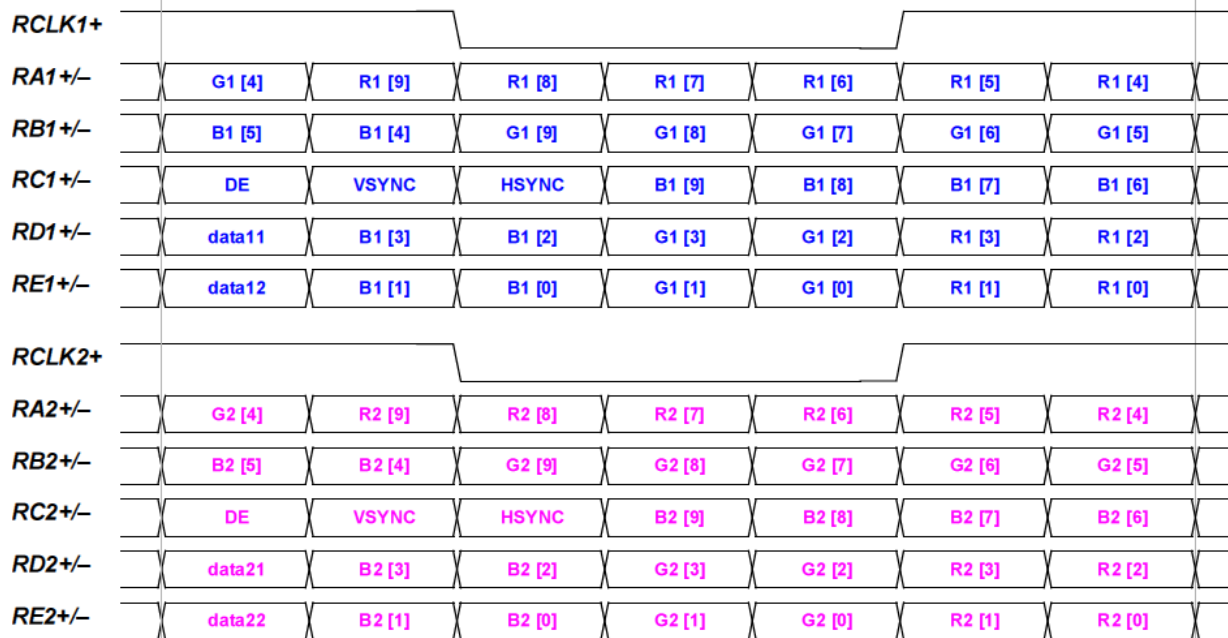 RCLK1+
RA1+/– G1 [4] R1 [9] R1 [8] R1 [7] R1 [6] R1 [5] R1 [4]
RB1+/– B1 [5] B1 [4] G1 [9] G1 [8] G1 [7] G1 [6] G1 [5]
RC1+/– DE VSYNC HSYNC B1 [9] B1 [8] B1 [7] B1 [6]
RD1+/– data11 B1 [3] B1 [2] G1 [3] G1 [2] R1 [3] R1 [2]
RE1+/– data12 B1 [1] B1 [0] G1 [1] G1 [0] R1 [1] R1 [0]
RCLK2+
RA2+/– G2 [4] R2 [9] R2 [8] R2 [7] R2 [6] R2 [5] R2 [4]
RB2+/– B2 [5] B2 [4] G2 [9] G2 [8] G2 [7] G2 [6] G2 [5]
RC2+/– DE VSYNC HSYNC B2 [9] B2 [8] B2 [7] B2 [6]
RD2+/– data21 B2 [3] B2 [2] G2 [3] G2 [2] R2 [3] R2 [2]
RE2+/– data22 B2 [1] B2 [0] G2 [1] G2 [0] R2 [1] R2 [0]